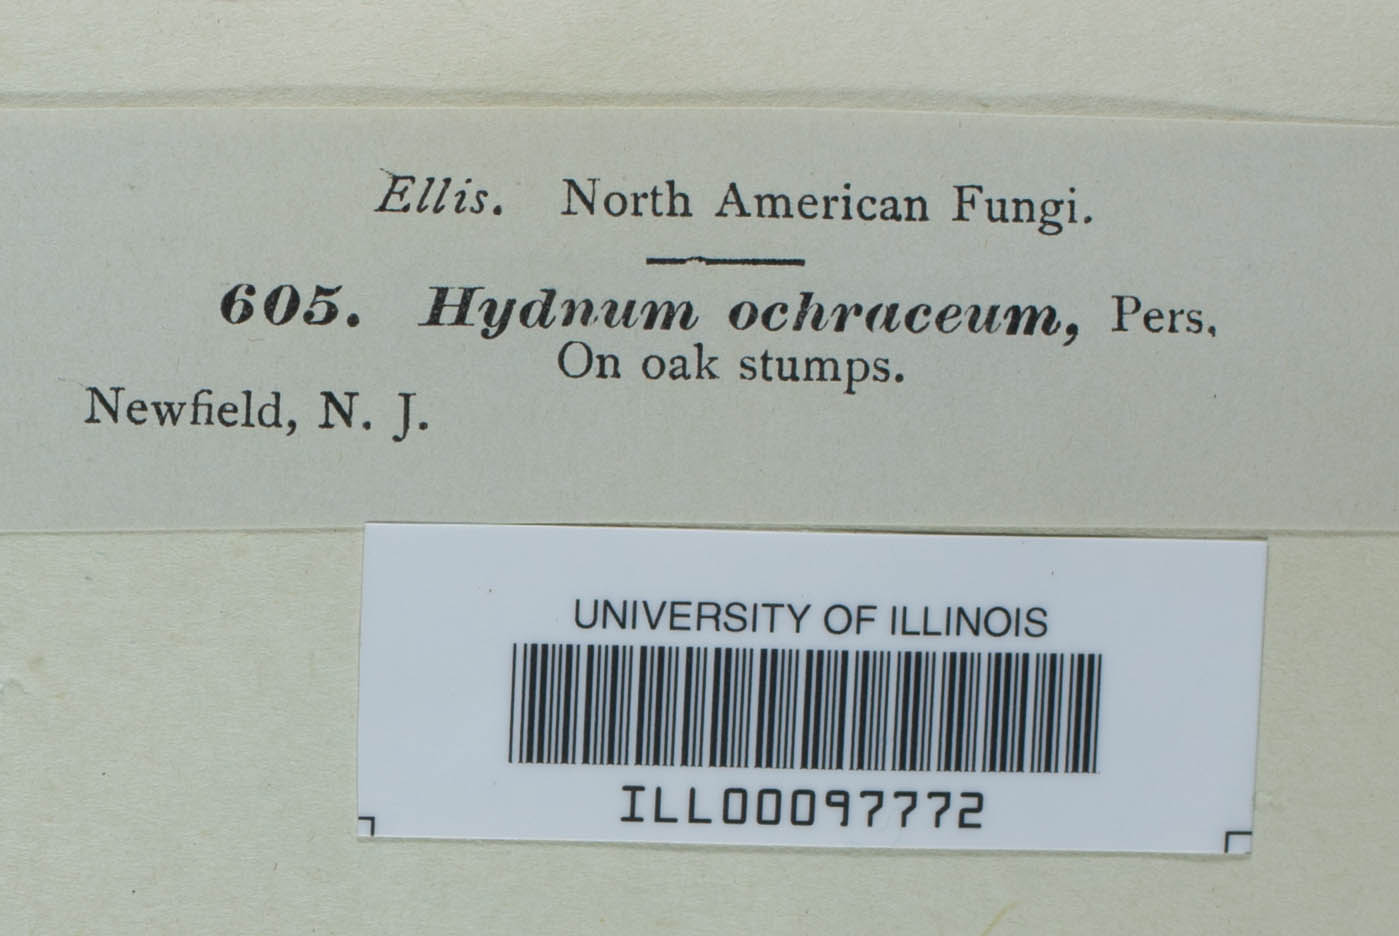 Ellis. North American Fungi.
605. Hydnum ochraceum, Pers.
On oak stumps.
Newfield, N. J.
UNIVERSITY OF ILLINOIS
ILL00097772